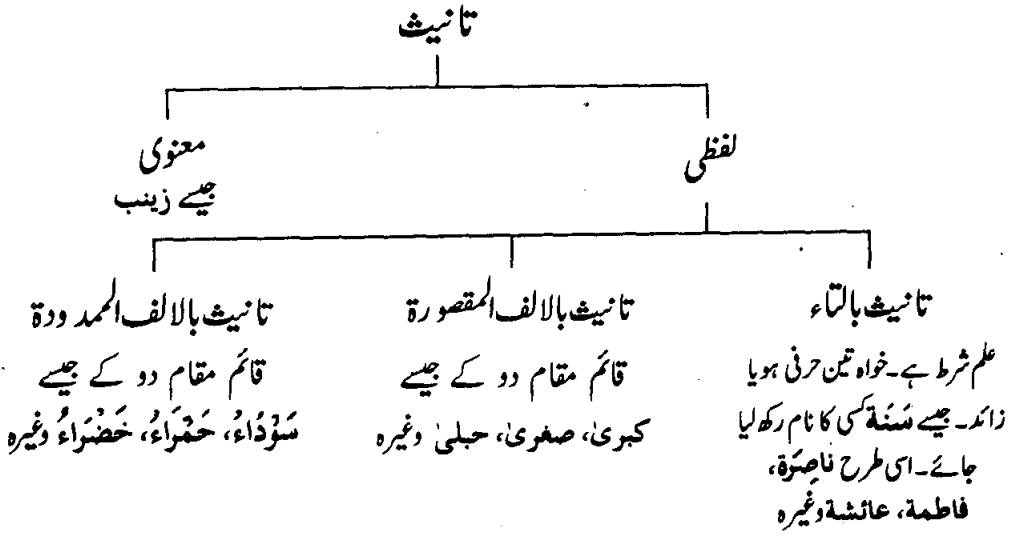 تانیث
لفظی
معنوی
جیسے زینب
تانیث بالتاء
علم شرط ہے۔ خواہ تین حرفی ہو یا
زائد۔ جیسے سَنَة کسی کا نام رکھ لیا
جائے۔ اسی طرح ناصِرَة،
فاطمة، عائشة وغیرہ
تانیث بالالف المقصورة
قائم مقام دو کے جیسے
کبریٰ، صغریٰ، حبلیٰ وغیرہ
تانیث بالالف الممدودة
قائم مقام دو کے جیسے
سَوْدَاءُ، حَمْرَاءُ، خَضْرَاءُ وغیرہ